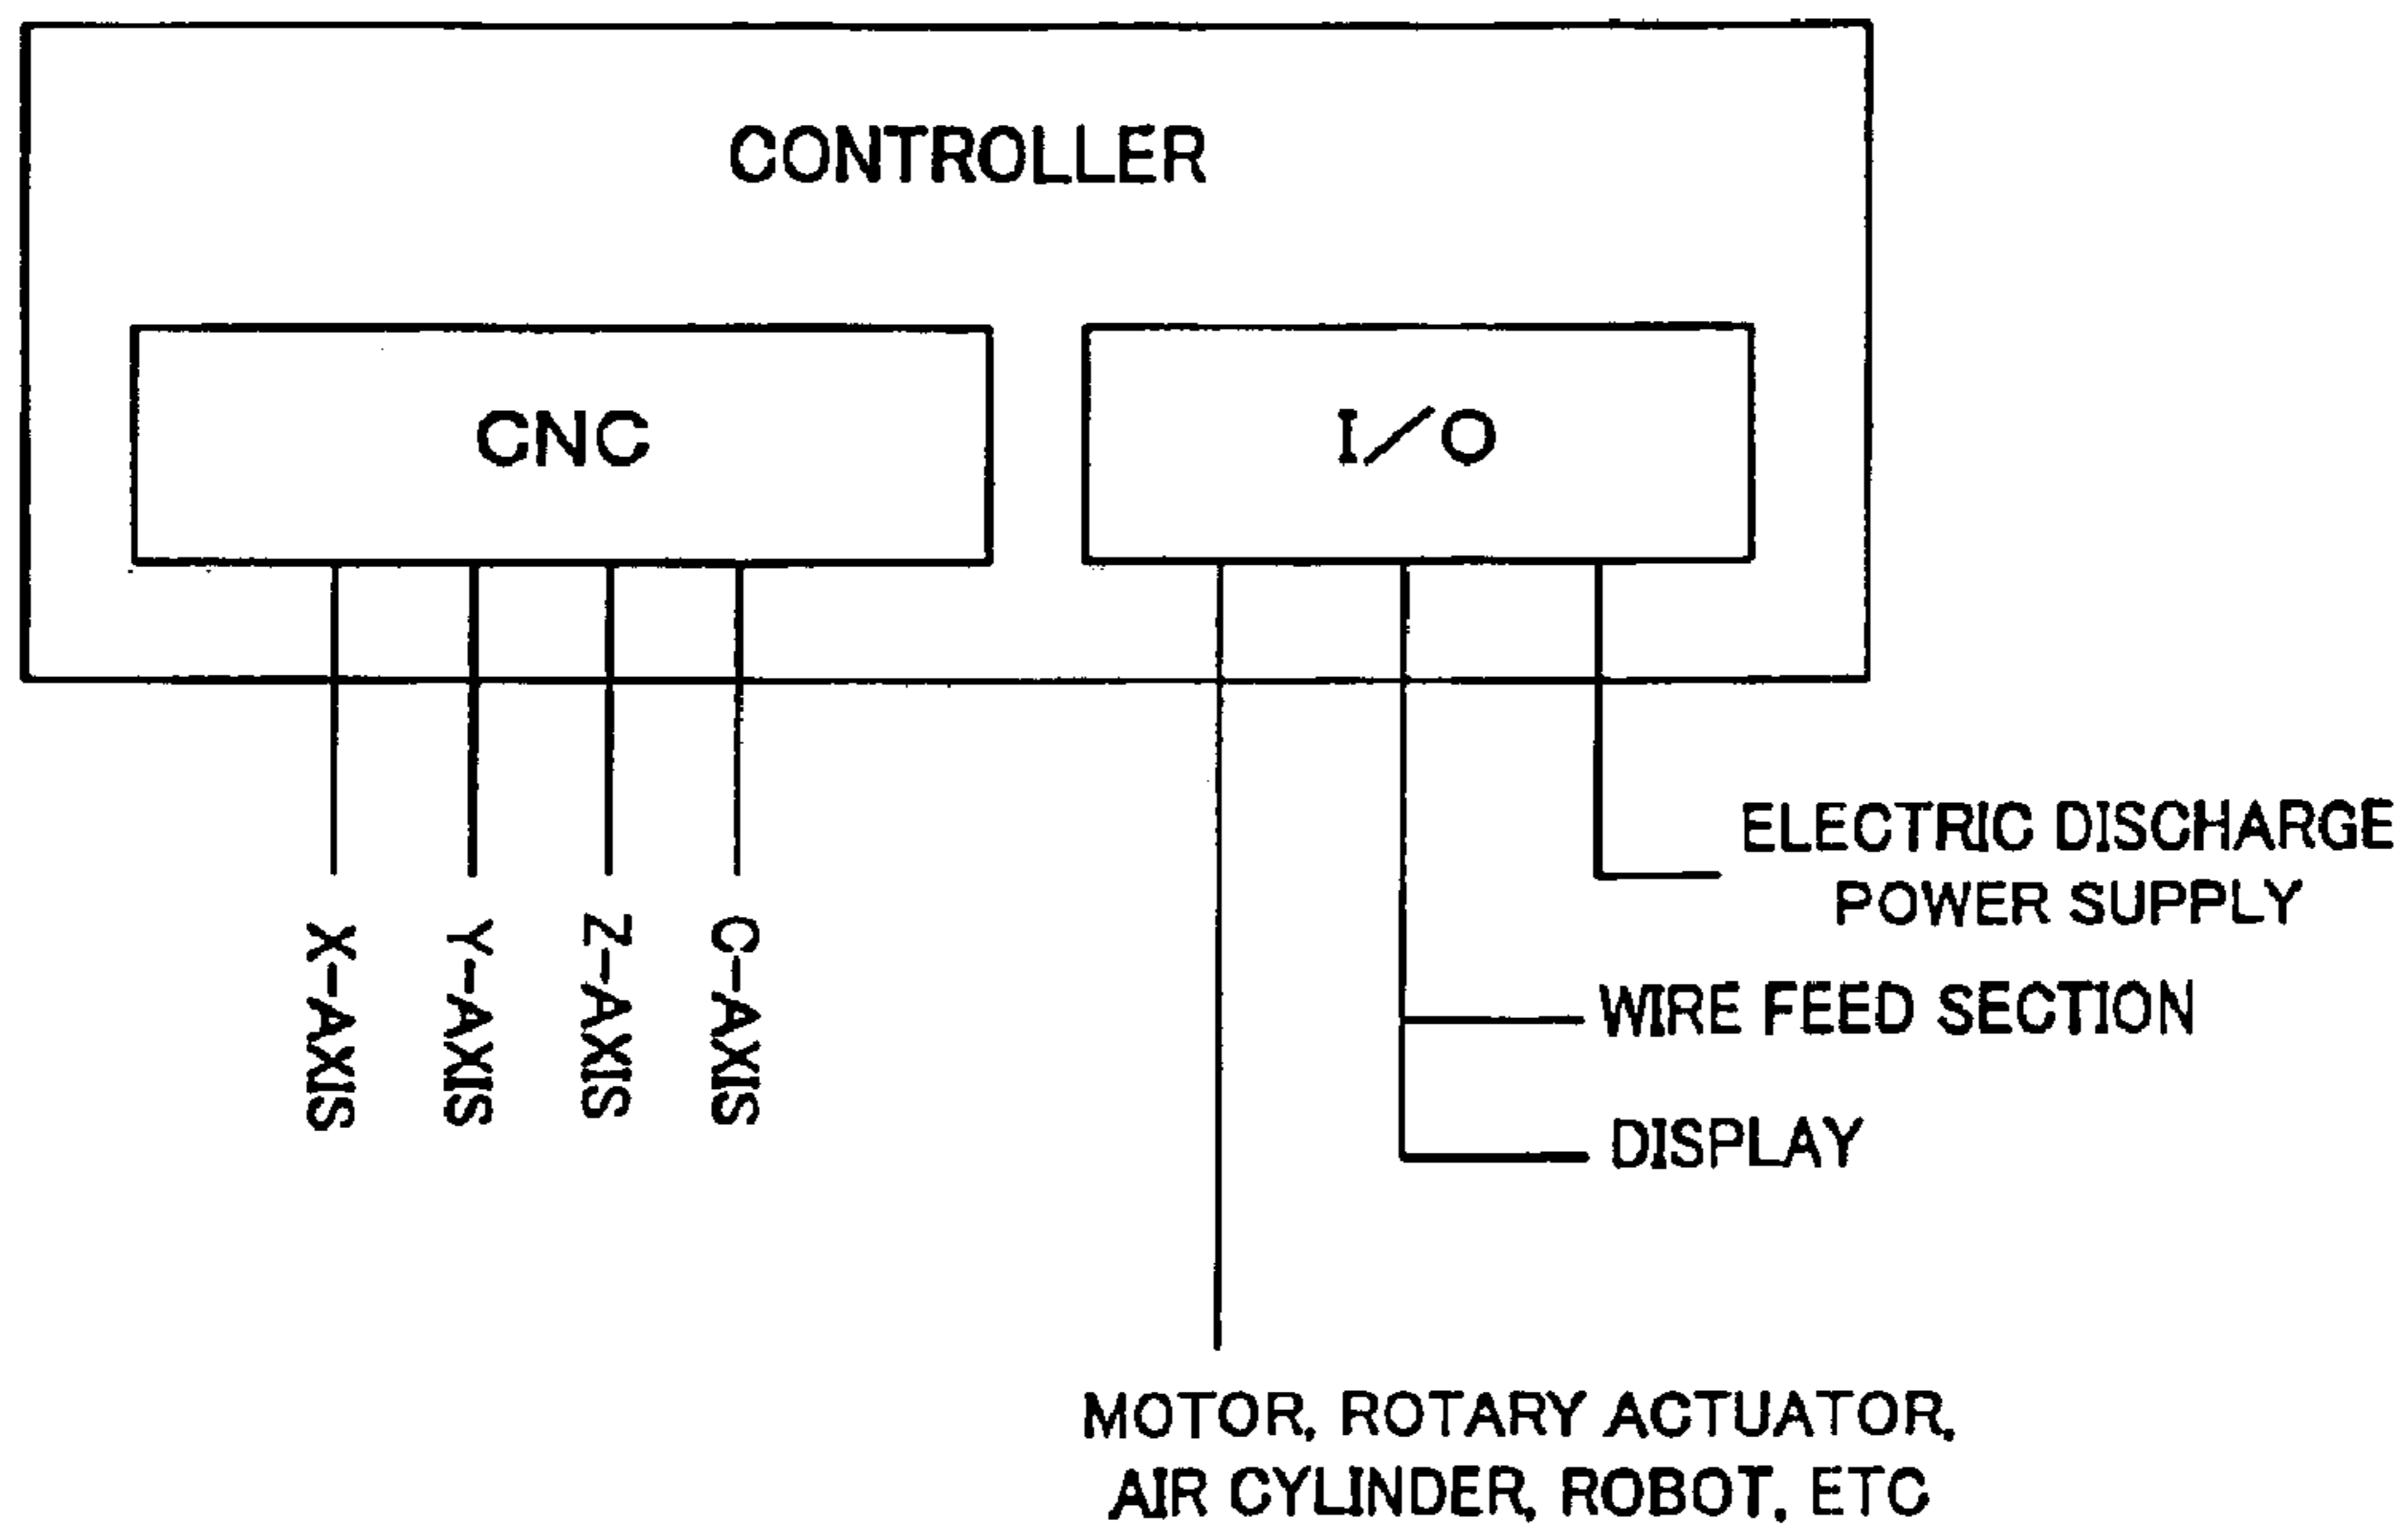 CONTROLLER
CNC
I/O
X-AXIS
Y-AXIS
Z-AXIS
C-AXIS
ELECTRIC DISCHARGE
POWER SUPPLY
WIRE FEED SECTION
DISPLAY
MOTOR, ROTARY ACTUATOR,
AIR CYLINDER, ROBOT, ETC